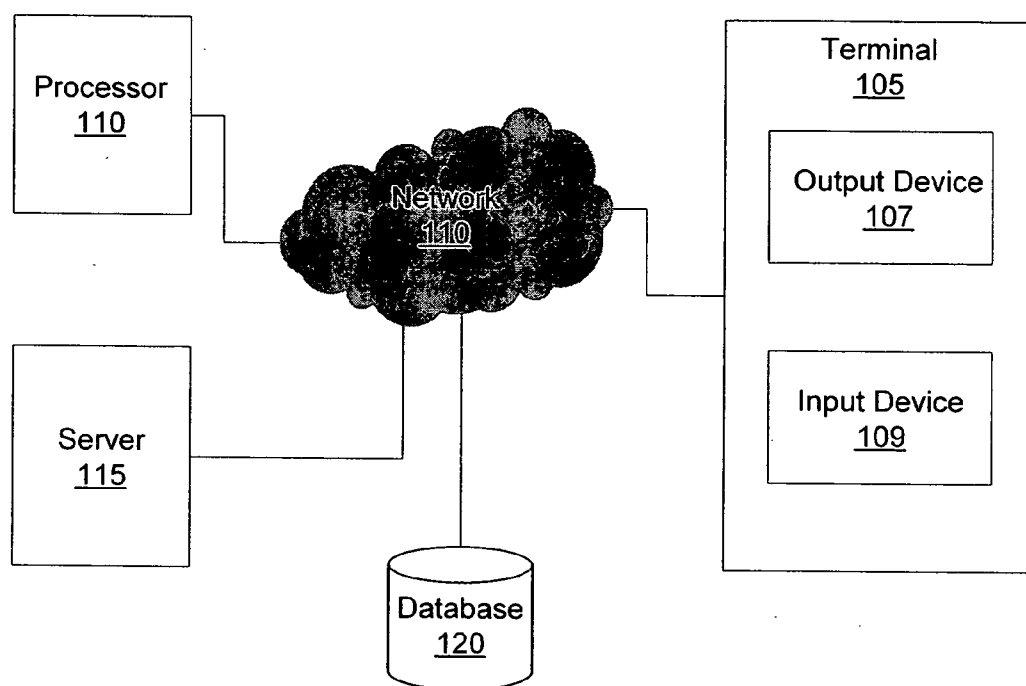 Processor
110
Network
110
Terminal
105
Output Device
107
Input Device
109
Server
115
Database
120